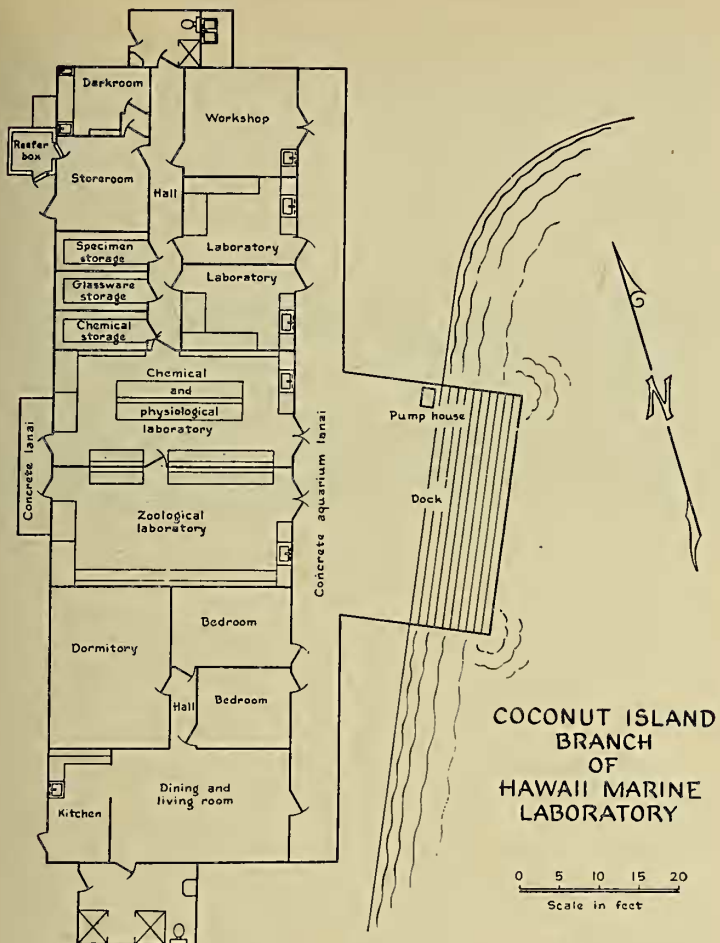 Darkroom
Workshop
Reefer
box
Storeroom
Hall
Specimen
storage
Laboratory
Laboratory
Glassware
storage
Chemical
storage
Chemical
and
physiological
laboratory
Pump house
Concrete lanai
Concrete aquarium lanai
Dock
N
Zoological
laboratory
Bedroom
Dormitory
Hall
Bedroom
COCONUT ISLAND
BRANCH
OF
HAWAII MARINE
LABORATORY
Dining and
living room
Kitchen
0 5 10 15 20
Scale in feet